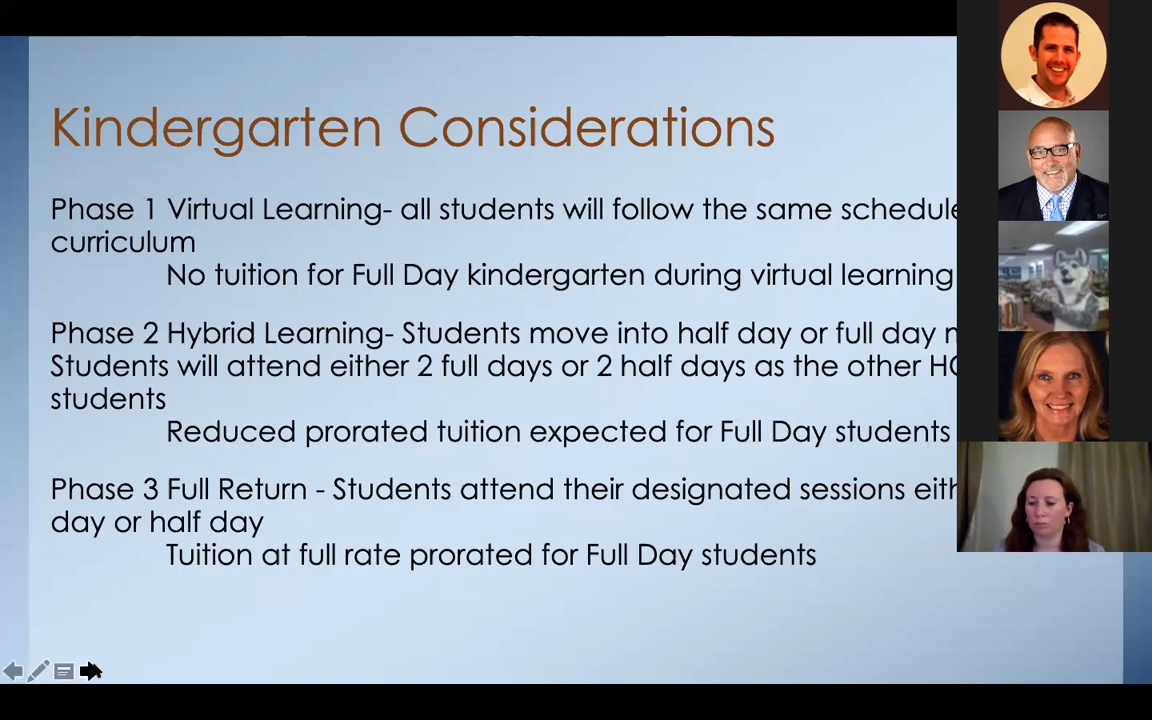 Kindergarten Considerations
Phase 1 Virtual Learning- all students will follow the same schedule
curriculum
No tuition for Full Day kindergarten during virtual learning
Phase 2 Hybrid Learning- Students move into half day or full day
Students will attend either 2 full days or 2 half days as the other
students
Reduced prorated tuition expected for Full Day students
Phase 3 Full Return - Students attend their designated sessions
day or half day
Tuition at full rate prorated for Full Day students